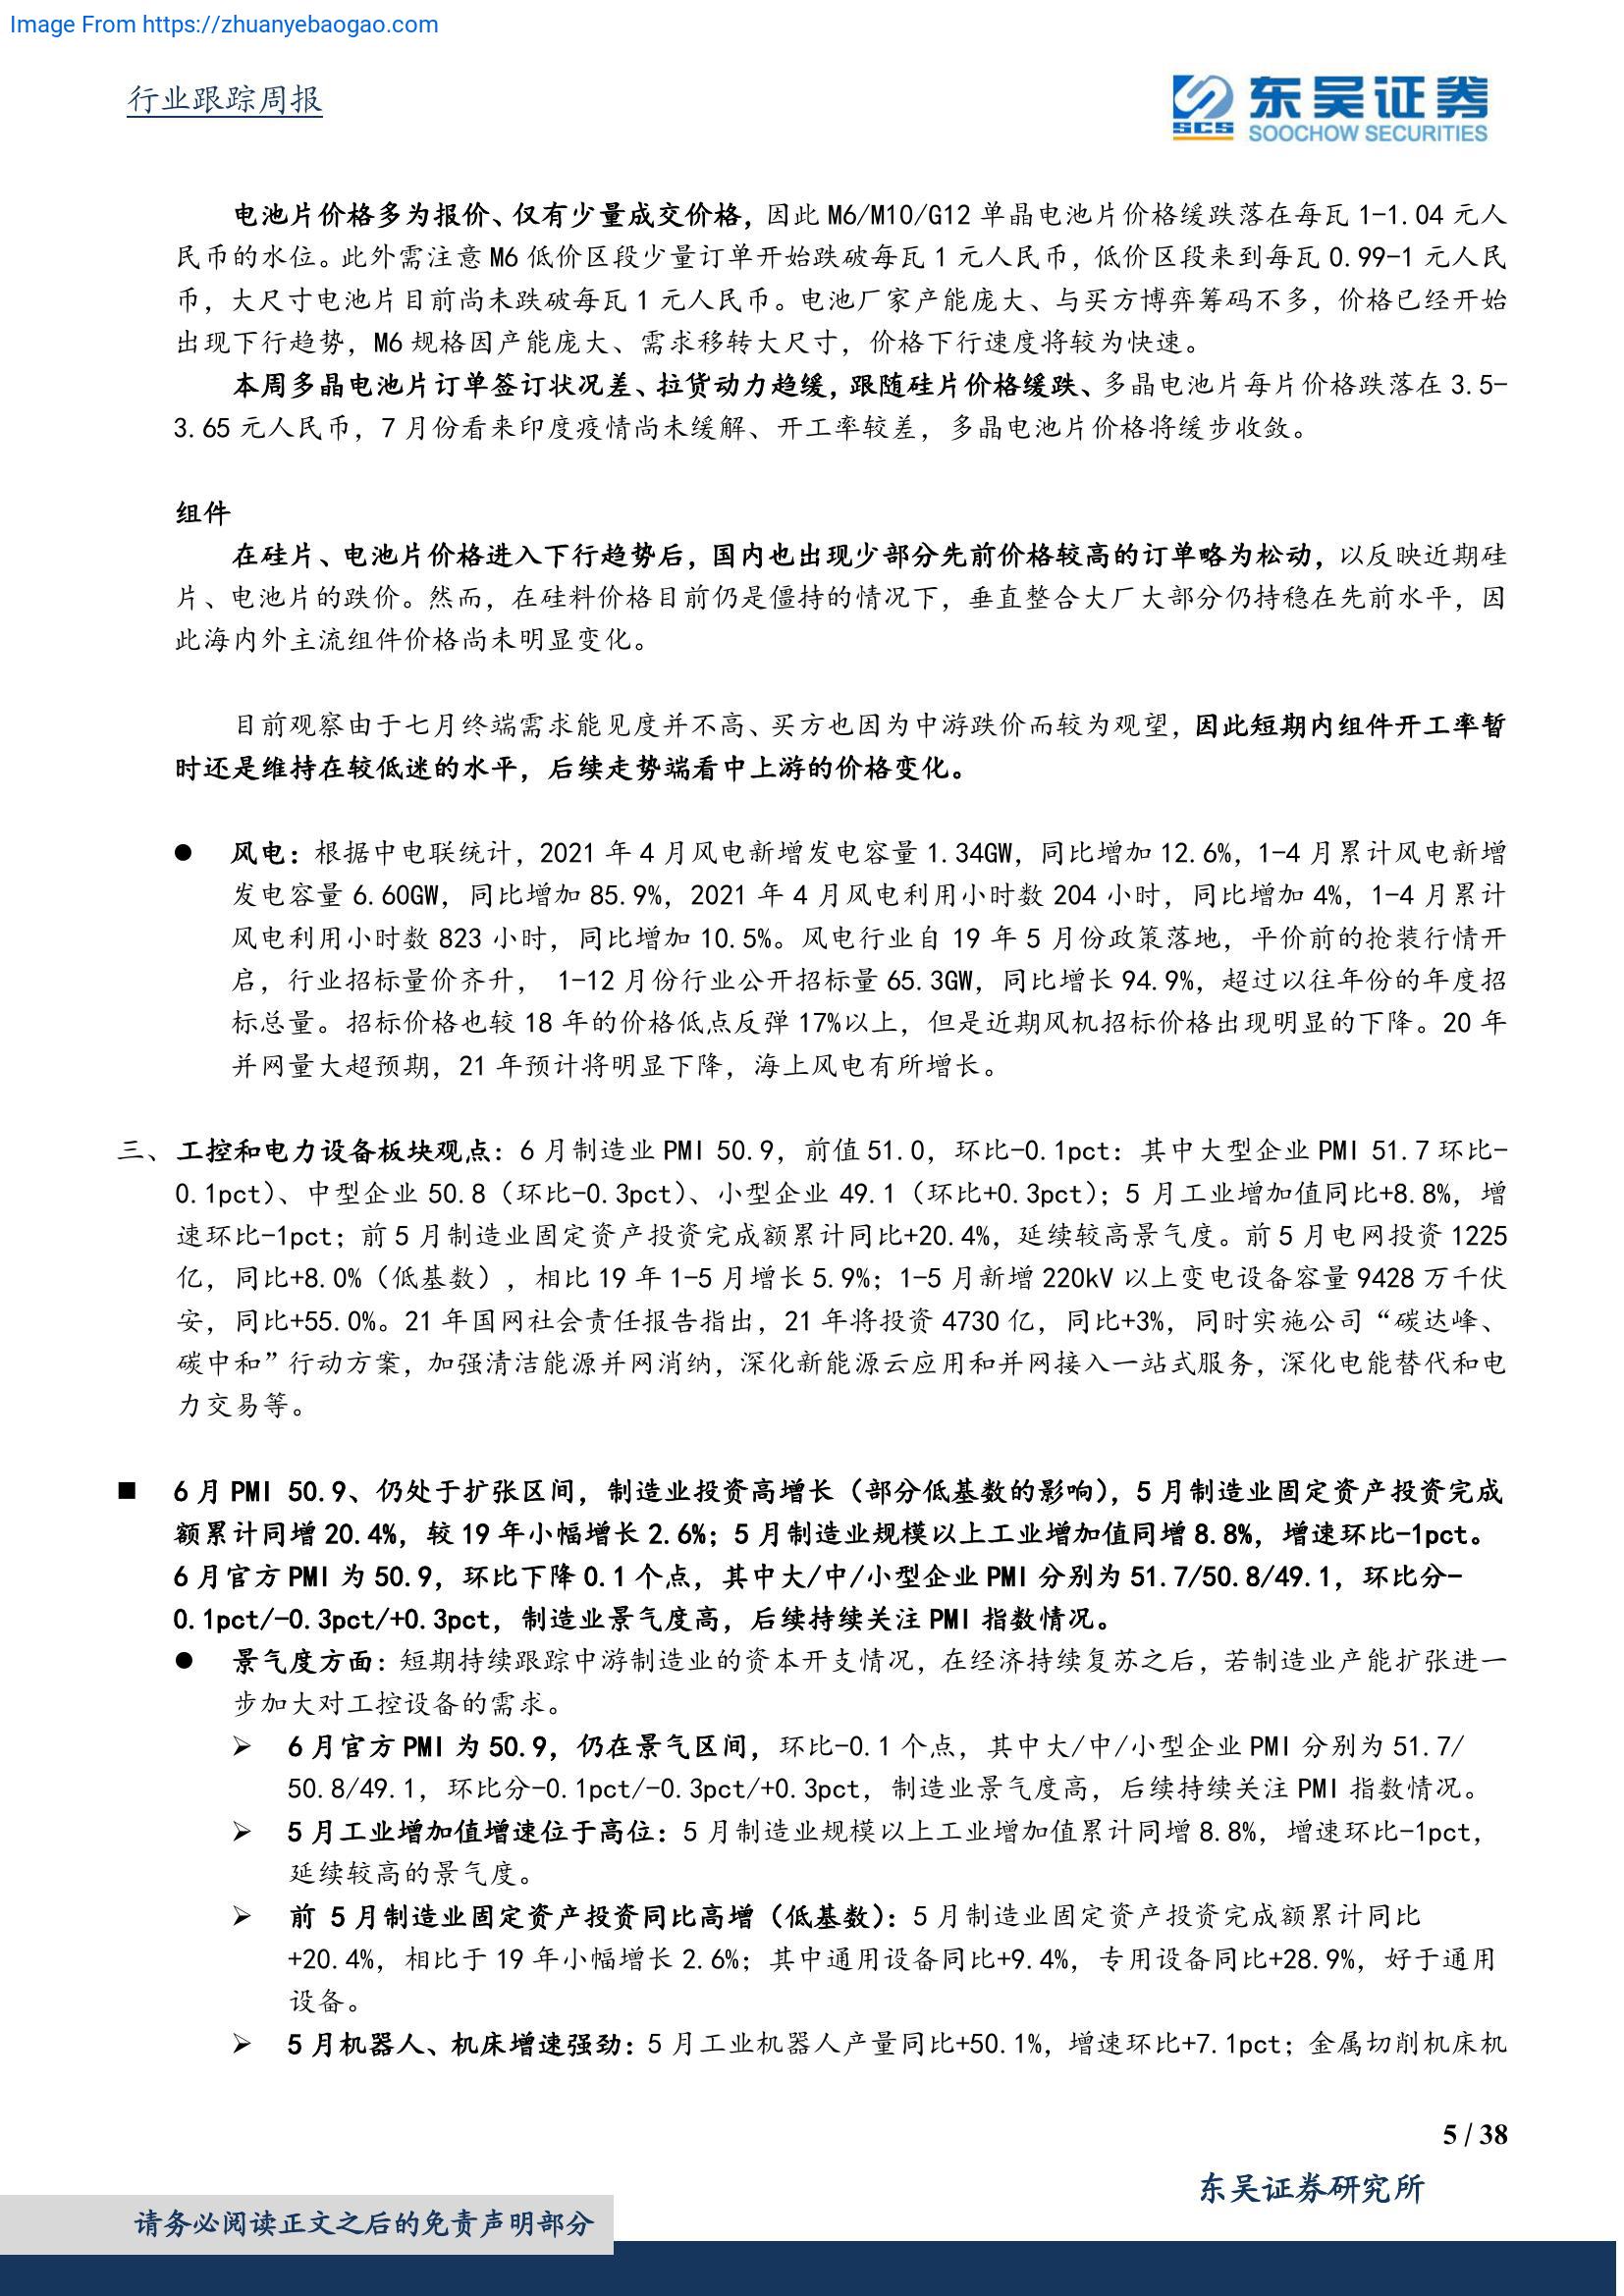 Image From https://zhuanyebaogao.com
行业跟踪周报
SCS 东吴证券
SOOCHOW SECURITIES
电池片价格多为报价、仅有少量成交价格，因此 M6/M10/G12 单晶电池片价格缓跌落在每瓦 1-1.04 元人
民币的水位。此外需注意 M6 低价区段少量订单开始跌破每瓦 1 元人民币，低价区段来到每瓦 0.99-1 元人民
币，大尺寸电池片目前尚未跌破每瓦 1 元人民币。电池厂家产能庞大、与买方博弈筹码不多，价格已经开始
出现下行趋势，M6 规格因产能庞大、需求移转大尺寸，价格下行速度将较为快速。
本周多晶电池片订单签订状况差、拉货动力趋缓，跟随硅片价格缓跌、多晶电池片每片价格跌落在 3.5-
3.65 元人民币，7 月份看来印度疫情尚未缓解、开工率较差，多晶电池片价格将缓步收敛。
组件
在硅片、电池片价格进入下行趋势后，国内也出现少部分先前价格较高的订单略为松动，以反映近期硅
片、电池片的跌价。然而，在硅料价格目前仍是僵持的情况下，垂直整合大厂大部分仍持稳在先前水平，因
此海内外主流组件价格尚未明显变化。
目前观察由于七月终端需求能见度并不高、买方也因为中游跌价而较为观望，因此短期内组件开工率暂
时还是维持在较低迷的水平，后续走势端看中上游的价格变化。
● 风电：根据中电联统计，2021 年 4 月风电新增发电容量 1.34GW，同比增加 12.6%，1-4 月累计风电新增
发电容量 6.60GW，同比增加 85.9%，2021 年 4 月风电利用小时数 204 小时，同比增加 4%，1-4 月累计
风电利用小时数 823 小时，同比增加 10.5%。风电行业自 19 年 5 月份政策落地，平价前的抢装行情开
启，行业招标量价齐升， 1-12 月份行业公开招标量 65.3GW，同比增长 94.9%，超过以往年份的年度招
标总量。招标价格也较 18 年的价格低点反弹 17%以上，但是近期风机招标价格出现明显的下降。20 年
并网量大超预期，21 年预计将明显下降，海上风电有所增长。
三、工控和电力设备板块观点：6 月制造业 PMI 50.9，前值 51.0，环比-0.1pct：其中大型企业 PMI 51.7 环比-
0.1pct）、中型企业 50.8（环比-0.3pct）、小型企业 49.1（环比+0.3pct）；5 月工业增加值同比+8.8%，增
速环比-1pct；前 5 月制造业固定资产投资完成额累计同比+20.4%，延续较高景气度。前 5 月电网投资 1225
亿，同比+8.0%（低基数），相比 19 年 1-5 月增长 5.9%；1-5 月新增 220kV 以上变电设备容量 9428 万千伏
安，同比+55.0%。21 年国网社会责任报告指出，21 年将投资 4730 亿，同比+3%，同时实施公司“碳达峰、
碳中和”行动方案，加强清洁能源并网消纳，深化新能源云应用和并网接入一站式服务，深化电能替代和电
力交易等。
■ 6 月 PMI 50.9、仍处于扩张区间，制造业投资高增长（部分低基数的影响），5 月制造业固定资产投资完成
额累计同增 20.4%，较 19 年小幅增长 2.6%；5 月制造业规模以上工业增加值同增 8.8%，增速环比-1pct。
6 月官方 PMI 为 50.9，环比下降 0.1 个点，其中大/中/小型企业 PMI 分别为 51.7/50.8/49.1，环比分-
0.1pct/-0.3pct/+0.3pct，制造业景气度高，后续持续关注 PMI 指数情况。
● 景气度方面：短期持续跟踪中游制造业的资本开支情况，在经济持续复苏之后，若制造业产能扩张进一
步加大对工控设备的需求。
➢ 6 月官方 PMI 为 50.9，仍在景气区间，环比-0.1 个点，其中大/中/小型企业 PMI 分别为 51.7/
50.8/49.1，环比分-0.1pct/-0.3pct/+0.3pct，制造业景气度高，后续持续关注 PMI 指数情况。
➢ 5 月工业增加值增速位于高位：5 月制造业规模以上工业增加值累计同增 8.8%，增速环比-1pct，
延续较高的景气度。
➢ 前 5 月制造业固定资产投资同比高增（低基数）：5 月制造业固定资产投资完成额累计同比
+20.4%，相比于 19 年小幅增长 2.6%；其中通用设备同比+9.4%，专用设备同比+28.9%，好于通用
设备。
➢ 5 月机器人、机床增速强劲：5 月工业机器人产量同比+50.1%，增速环比+7.1pct；金属切削机床机
5 / 38
东吴证券研究所
请务必阅读正文之后的免责声明部分